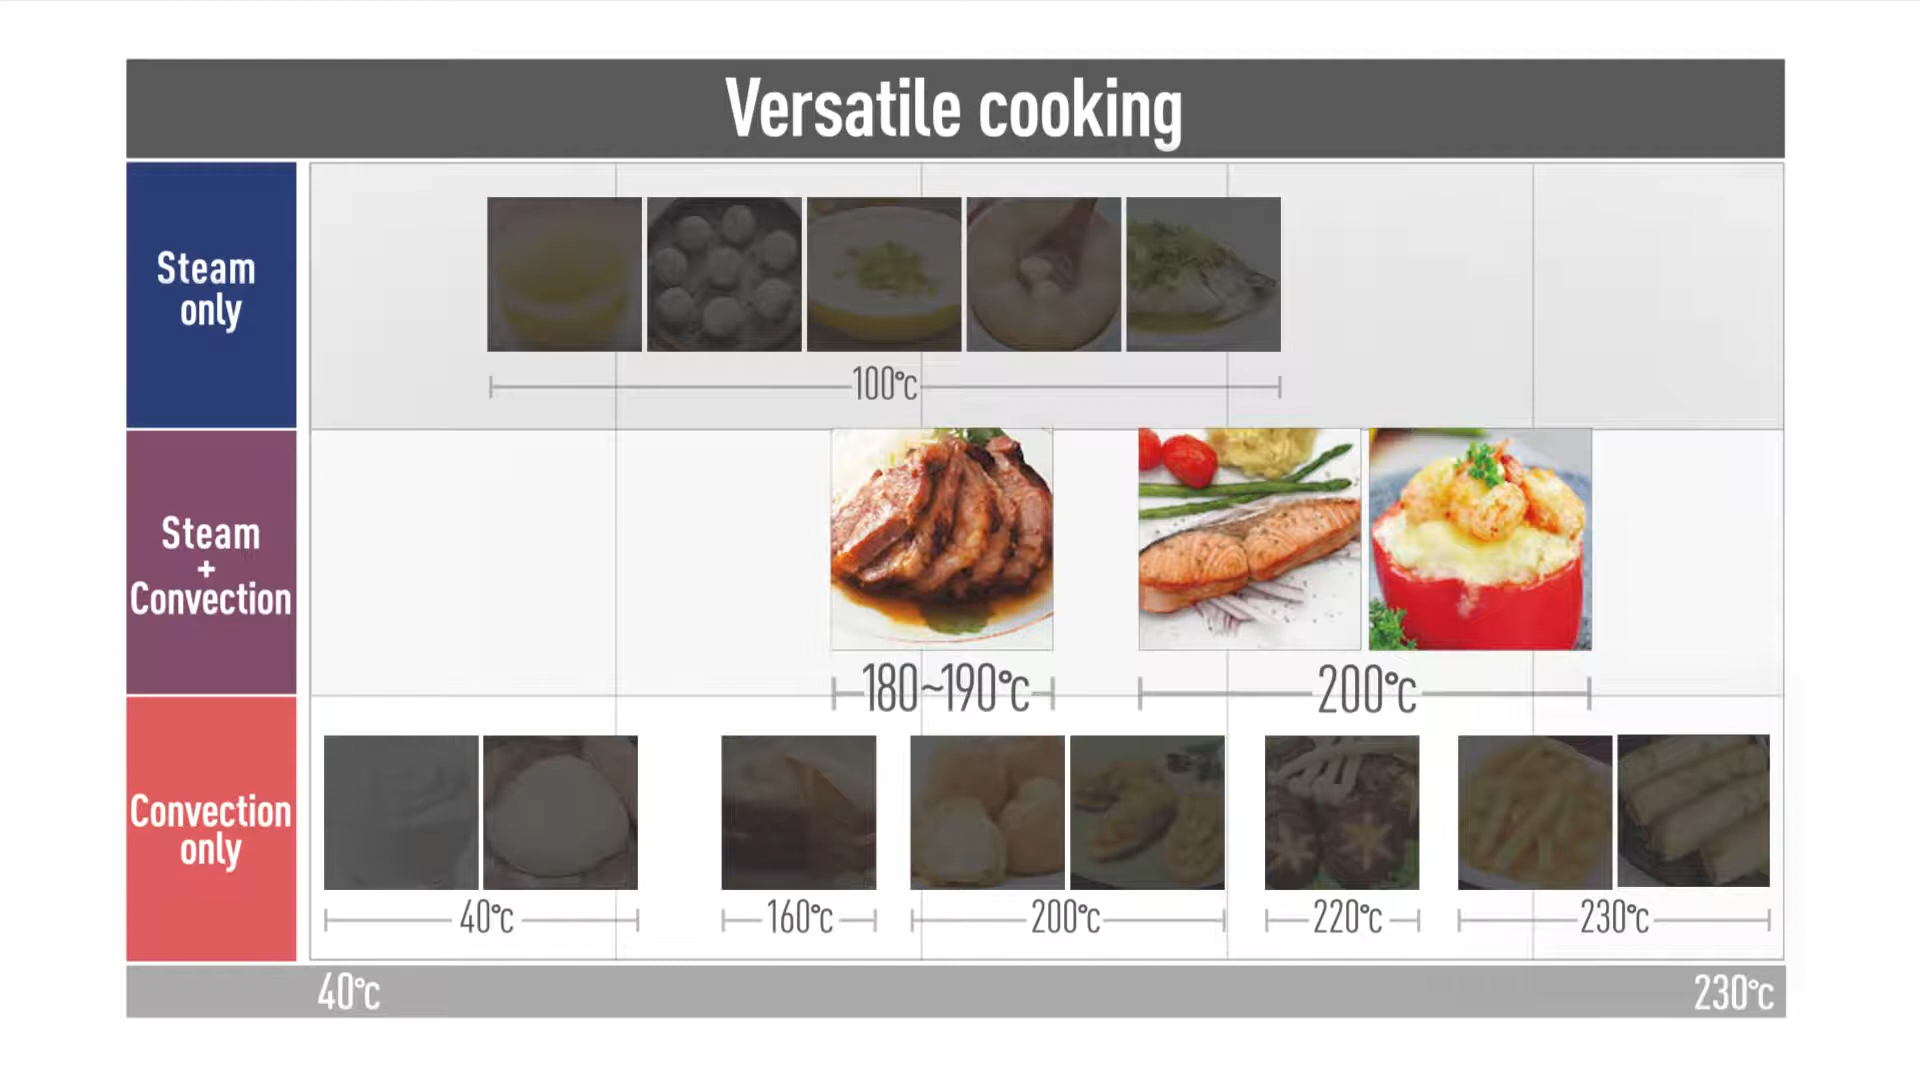 Versatile cooking
Steam
only
100℃
Steam
+
Convection
180~190℃
200℃
Convection
only
40℃
160℃
200℃
220℃
230℃
40℃
230℃